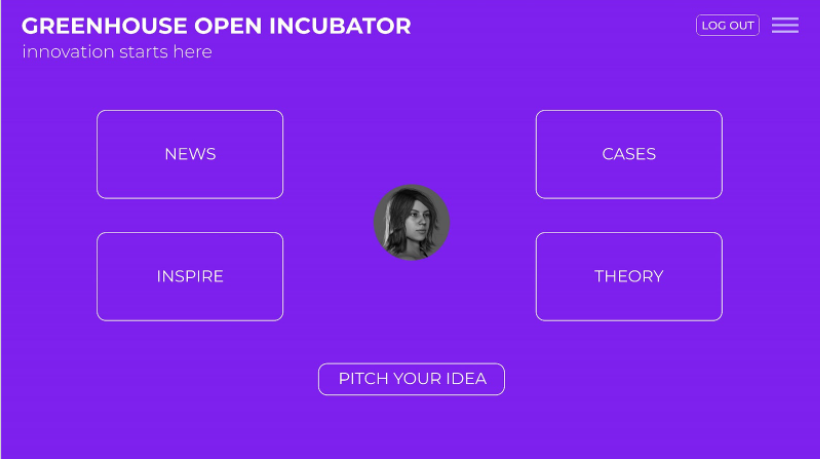 GREENHOUSE OPEN INCUBATOR
innovation starts here
LOG OUT
NEWS
CASES
INSPIRE
THEORY
PITCH YOUR IDEA